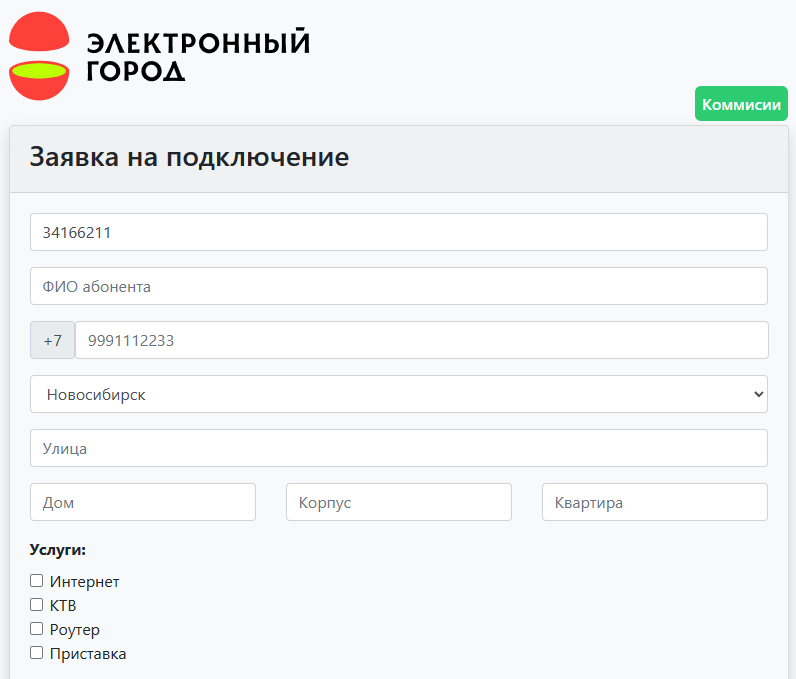 ЭЛЕКТРОННЫЙ
ГОРОД
Коммисии
Заявка на подключение
34166211
ФИО абонента
+7 9991112233
Новосибирск
Улица
Дом Корпус Квартира
Услуги:
Интернет
КТВ
Роутер
Приставка